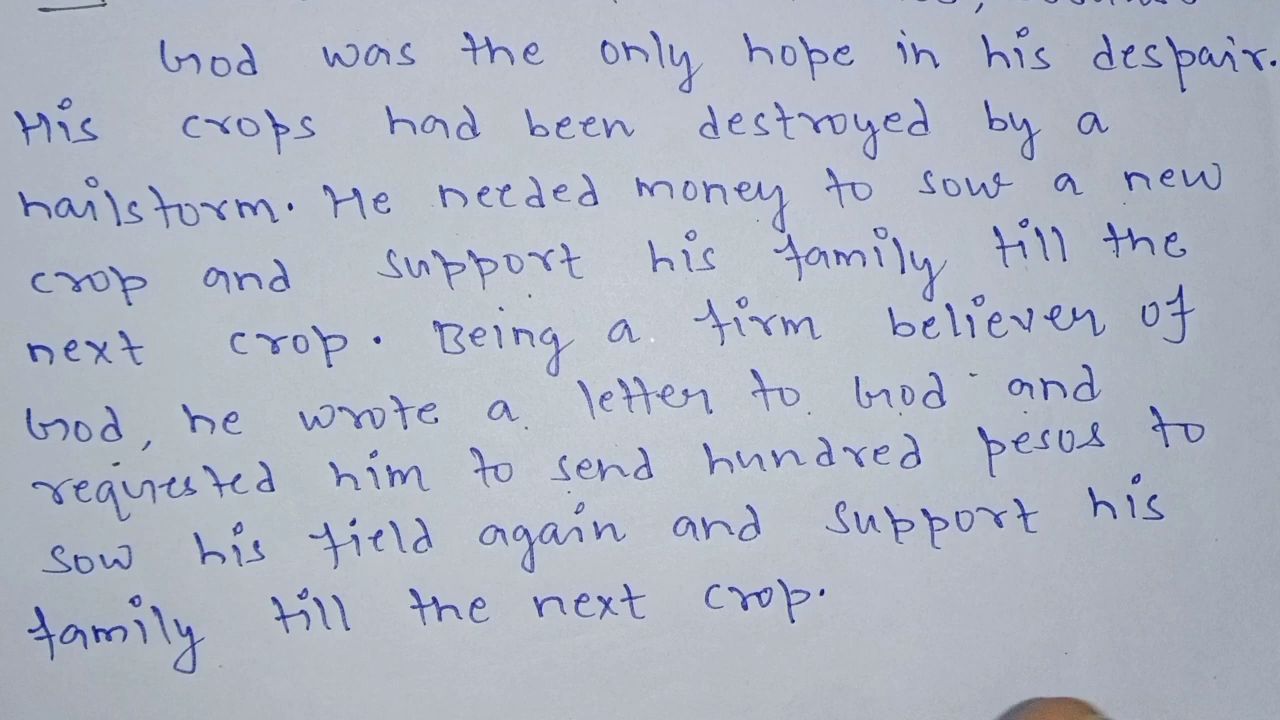 God was the only hope in his despair.
His crops had been destroyed by a
hailstorm. He needed money to sow a new
crop and support his family till the
next crop. Being a firm believer of
God, he wrote a letter to God and
requested him to send hundred pesos to
sow his field again and support his
family till the next crop.